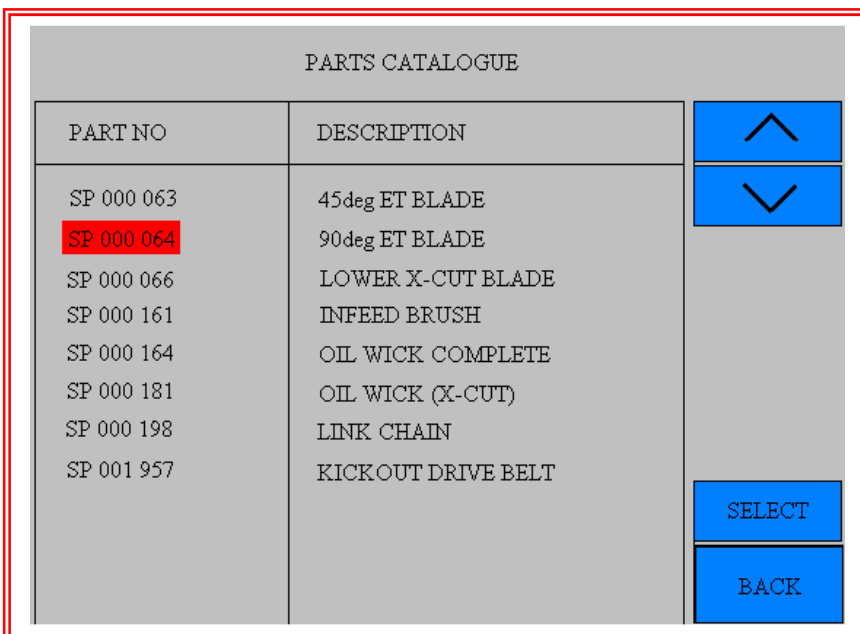 PARTS CATALOGUE
PART NO DESCRIPTION
SP 000 063 45deg ET BLADE
SP 000 064 90deg ET BLADE
SP 000 066 LOWER X-CUT BLADE
SP 000 161 INFEED BRUSH
SP 000 164 OIL WICK COMPLETE
SP 000 181 OIL WICK (X-CUT)
SP 000 198 LINK CHAIN
SP 001 957 KICKOUT DRIVE BELT
SELECT
BACK